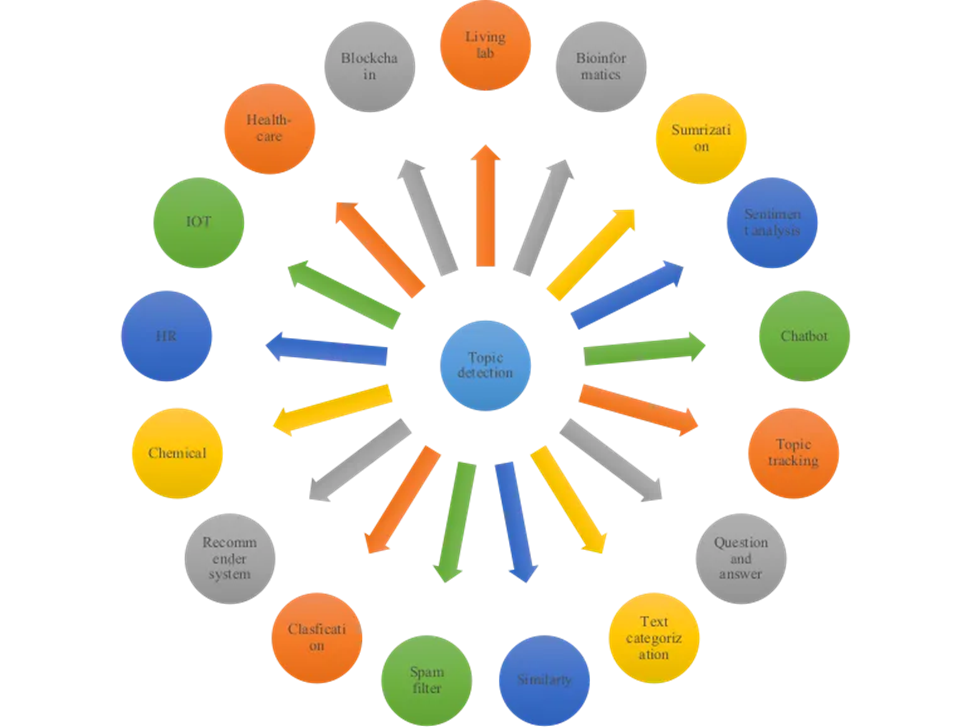 Living
lab
Bioinfor
matics
Sumrizati
on
Sentimen
t analysis
Chatbot
Topic
tracking
Question
and
answer
Text
categoriz
ation
Similarly
Spam
filter
Clasficati
on
Recomm
ender
system
Chemical
HR
IOT
Health-
care
Blockcha
in
Topic
detection